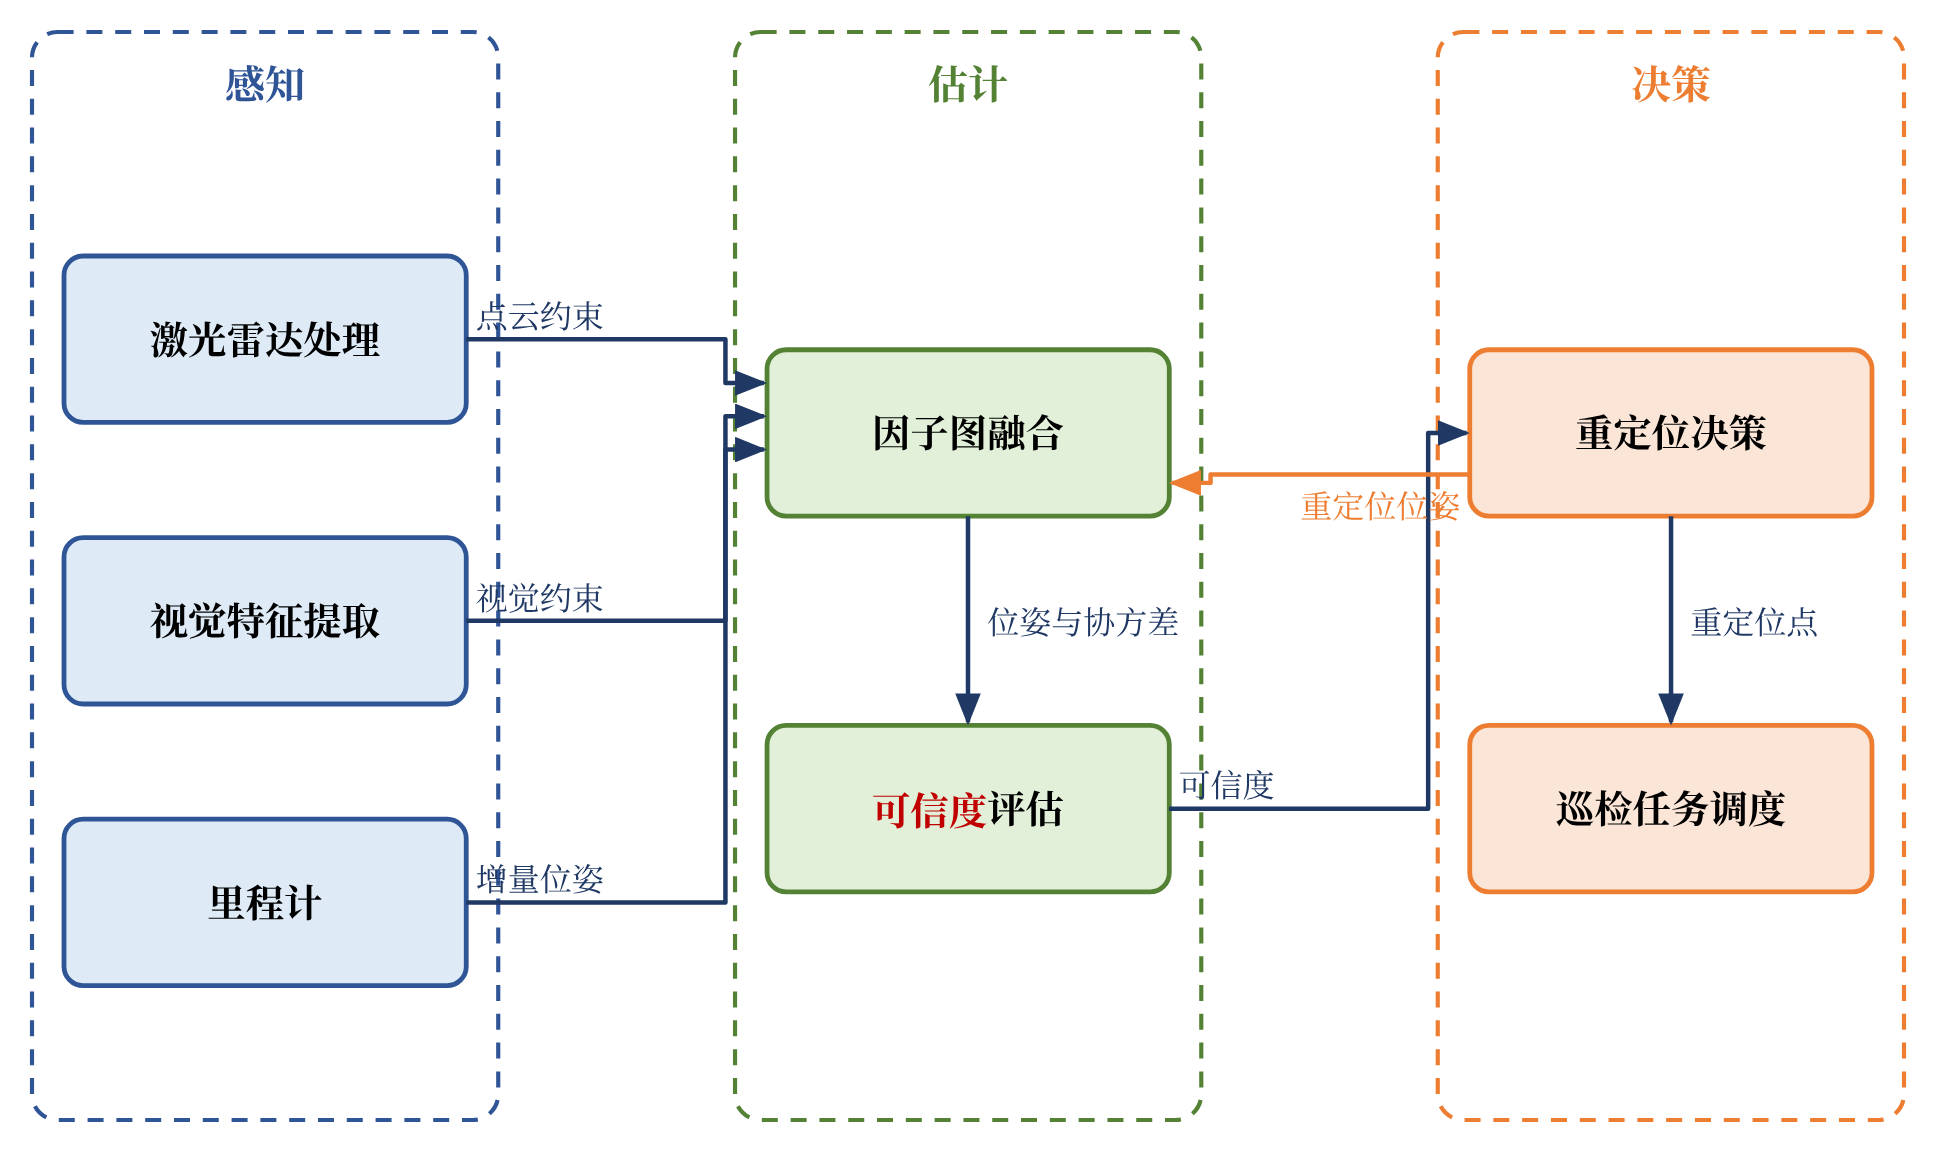 感知
估计
决策
激光雷达处理
点云约束
因子图融合
重定位决策
重定位位姿
视觉特征提取
视觉约束
位姿与协方差
重定位点
可信度评估
可信度
巡检任务调度
里程计
增量位姿